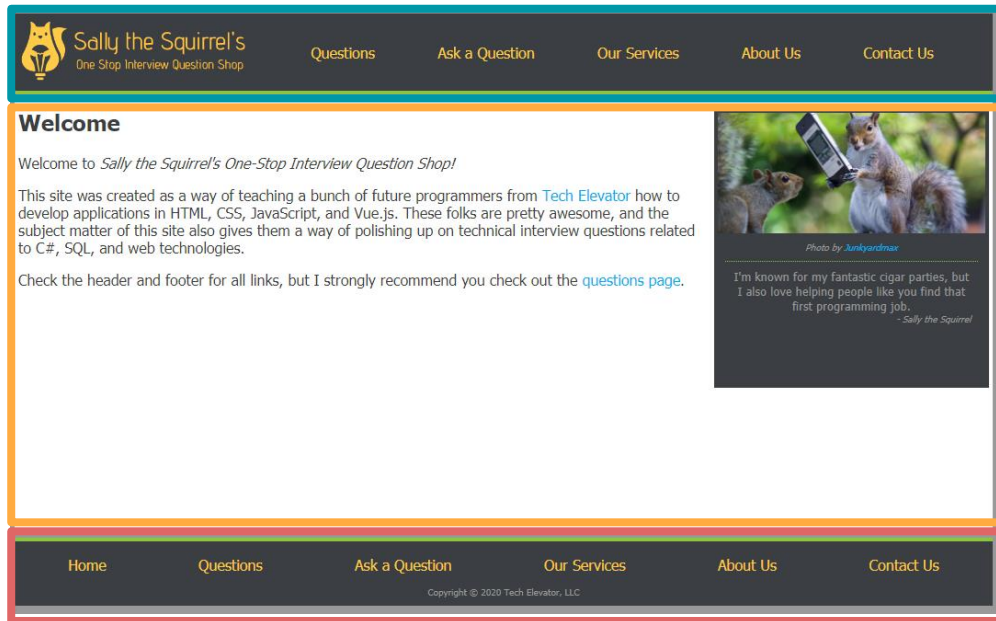 Sally the Squirrel's
One Stop Interview Question Shop
Questions
Ask a Question
Our Services
About Us
Contact Us
Welcome
Welcome to Sally the Squirrel's One-Stop Interview Question Shop!
This site was created as a way of teaching a bunch of future programmers from Tech Elevator how to
develop applications in HTML, CSS, JavaScript, and Vue.js. These folks are pretty awesome, and the
subject matter of this site also gives them a way of polishing up on technical interview questions related
to C#, SQL, and web technologies.
Check the header and footer for all links, but I strongly recommend you check out the questions page.
Photo by Junkyardmax
I'm known for my fantastic cigar parties, but
I also love helping people like you find that
first programming job.
- Sally the Squirrel
Home
Questions
Ask a Question
Our Services
About Us
Contact Us
Copyright © 2020 Tech Elevator, LLC